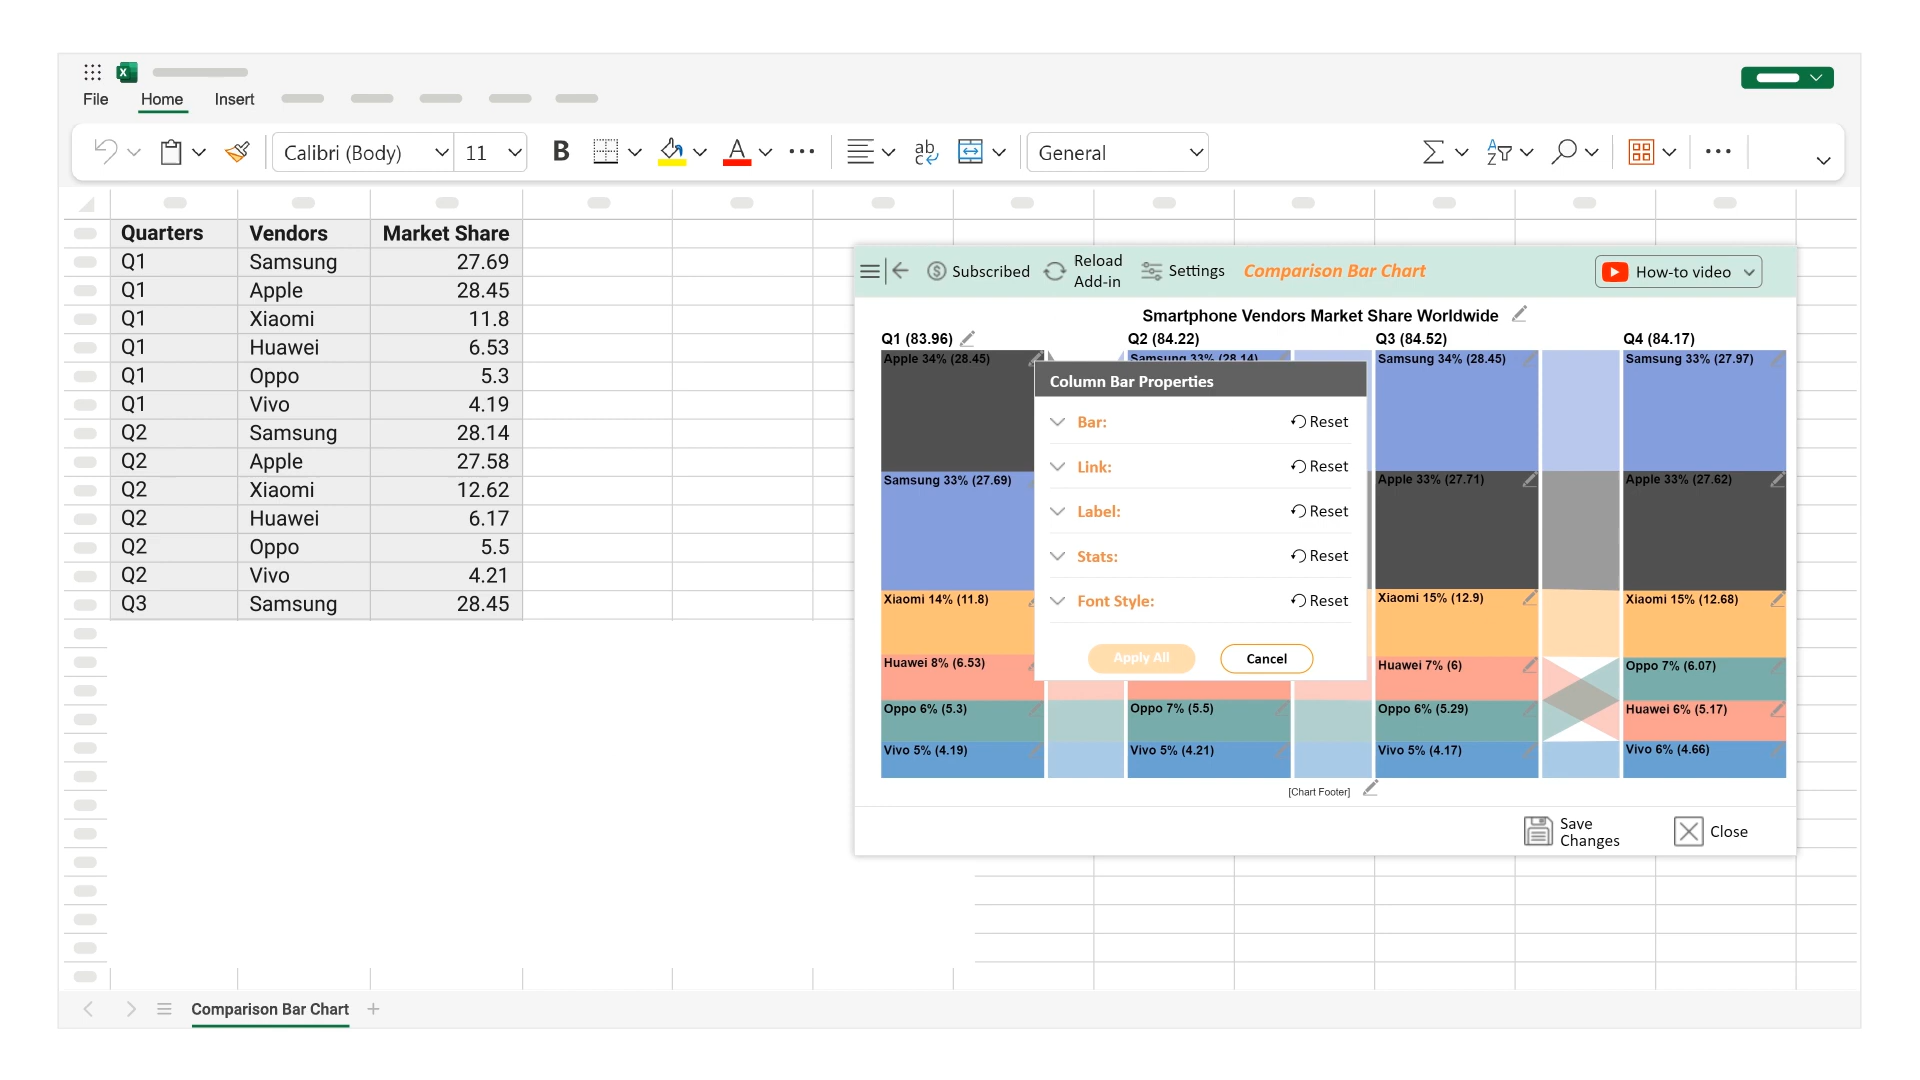 File Home Insert
Calibri (Body) 11 B A ab c General A Z
Quarters Vendors Market Share
Q1 Samsung 27.69
Q1 Apple 28.45
Q1 Xiaomi 11.8
Q1 Huawei 6.53
Q1 Oppo 5.3
Q1 Vivo 4.19
Q2 Samsung 28.14
Q2 Apple 27.58
Q2 Xiaomi 12.62
Q2 Huawei 6.17
Q2 Oppo 5.5
Q2 Vivo 4.21
Q3 Samsung 28.45
Subscribed Reload Add-in Settings Comparison Bar Chart How-to video
Smartphone Vendors Market Share Worldwide
Q1 (83.96) Q2 (84.22) Q3 (84.52) Q4 (84.17)
Apple 34% (28.45) Samsung 33% (28.14) Samsung 34% (28.45) Samsung 33% (27.97)
Column Bar Properties
Bar: Reset
Link: Reset
Label: Reset
Stats: Reset
Font Style: Reset
Apply All Cancel
Samsung 33% (27.69) Apple 33% (27.71) Apple 33% (27.62)
Xiaomi 14% (11.8) Xiaomi 15% (12.9) Xiaomi 15% (12.68)
Huawei 8% (6.53) Huawei 7% (6) Oppo 7% (6.07)
Oppo 6% (5.3) Oppo 7% (5.5) Oppo 6% (5.29) Huawei 6% (5.17)
Vivo 5% (4.19) Vivo 5% (4.21) Vivo 5% (4.17) Vivo 6% (4.66)
[Chart Footer]
Save Changes Close
Comparison Bar Chart